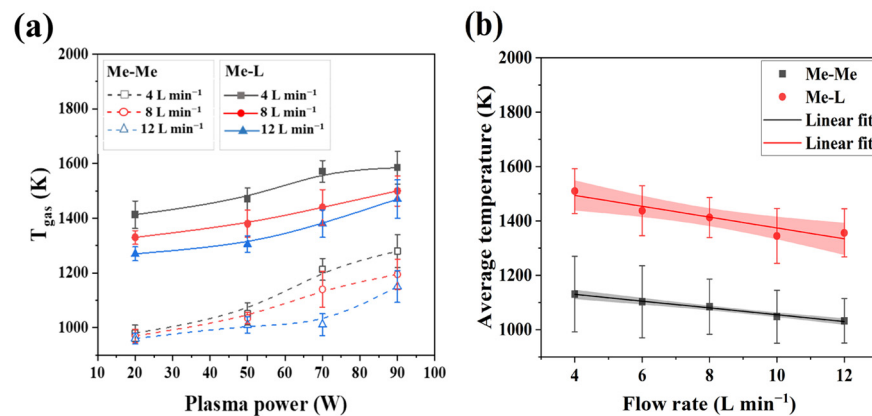 (a)
2000
1800
1600
1400
1200
1000
T gas (K)
Me−Me Me−L
4 L min⁻¹ 4 L min⁻¹
8 L min⁻¹ 8 L min⁻¹
12 L min⁻¹ 12 L min⁻¹
10 20 30 40 50 60 70 80 90 100
Plasma power (W)
(b)
2000
1800
1600
1400
1200
1000
Average temperature (K)
Me−Me
Me−L
Linear fit
Linear fit
4 6 8 10 12
Flow rate (L min⁻¹)